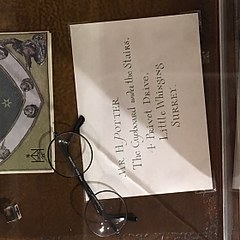 MR. H. POTTER
The Cupboard under the Stairs,
4 Privet Drive,
Little Whinging
SURREY.